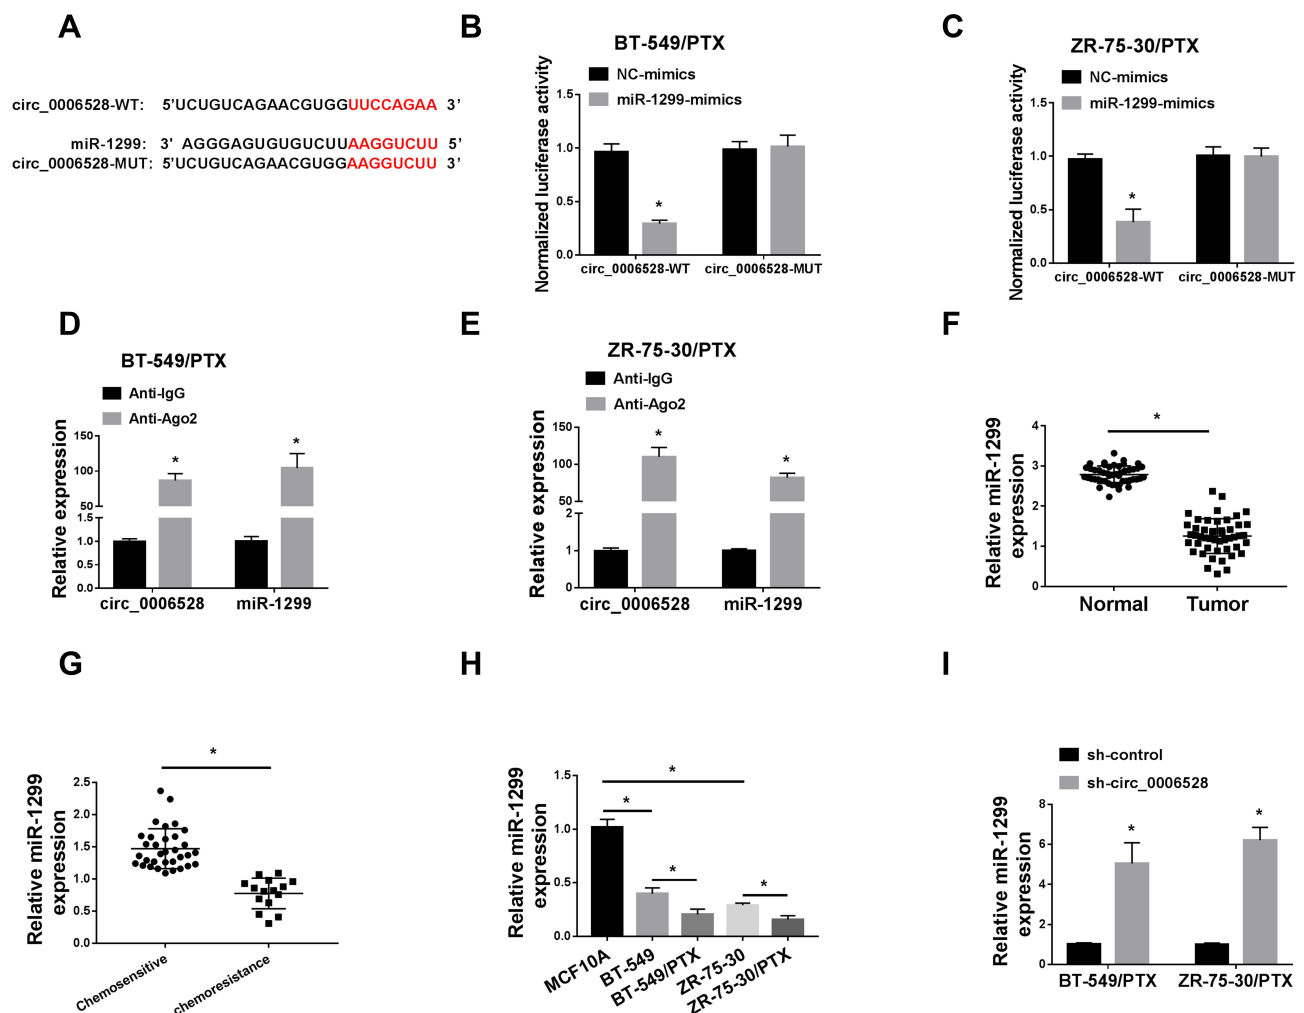 A
circ_0006528-WT: 5'UCUGUCAGAACGUGGUUCCAGAA 3'
miR-1299: 3' AGGGAGUGUGUCUUAAGGUCUU 5'
circ_0006528-MUT: 5'UCUGUCAGAACGUGGAAGGUCUU 3'
B
BT-549/PTX
NC-mimics
miR-1299-mimics
Normalized luciferase activity
1.5
1.0
0.5
0.0
*
circ_0006528-WT circ_0006528-MUT
C
ZR-75-30/PTX
NC-mimics
miR-1299-mimics
Normalized luciferase activity
1.5
1.0
0.5
0.0
*
circ_0006528-WT circ_0006528-MUT
D
BT-549/PTX
Anti-IgG
Anti-Ago2
Relative expression
150
100
50
1.5
1.0
0.5
0.0
* *
circ_0006528 miR-1299
E
ZR-75-30/PTX
Anti-IgG
Anti-Ago2
Relative expression
150
100
50
2
1
0
* *
circ_0006528 miR-1299
F
Relative miR-1299
expression
4
3
2
1
0
*
Normal Tumor
G
Relative miR-1299
expression
2.5
2.0
1.5
1.0
0.5
0.0
*
Chemosensitive
chemoresistance
H
Relative miR-1299
expression
1.5
1.0
0.5
0.0
*
*
*
*
MCF10A
BT-549
BT-549/PTX
ZR-75-30
ZR-75-30/PTX
I
sh-control
sh-circ_0006528
Relative miR-1299
expression
8
6
4
2
0
* *
BT-549/PTX ZR-75-30/PTX